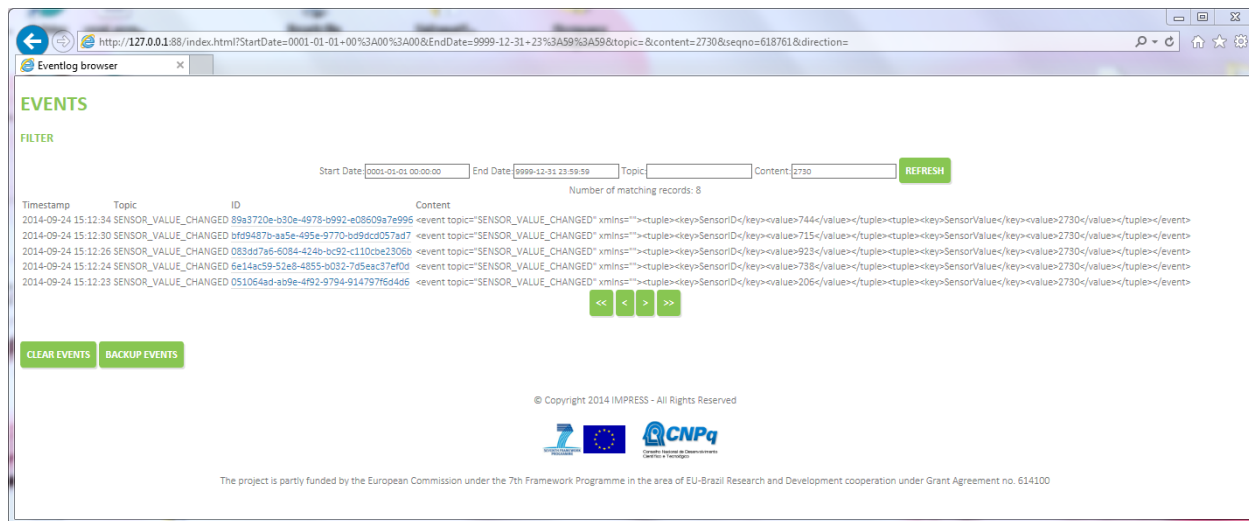 http://127.0.0.1:88/index.html?StartDate=0001-01-01+00%3A00%3A00&EndDate=9999-12-31+23%3A59%3A59&topic=&content=2730&seqno=618761&direction=
Eventlog browser
EVENTS
FILTER
Start Date: 0001-01-01 00:00:00 End Date: 9999-12-31 23:59:59 Topic: Content: 2730 REFRESH
Number of matching records: 8
Timestamp Topic ID Content
2014-09-24 15:12:34 SENSOR_VALUE_CHANGED 89a3720e-b30e-4978-b992-e08609a7e996 <event topic="SENSOR_VALUE_CHANGED" xmlns=""><tuple><key>SensorID</key><value>744</value></tuple><tuple><key>SensorValue</key><value>2730</value></tuple></event>
2014-09-24 15:12:30 SENSOR_VALUE_CHANGED bfd9487b-aa5e-495e-9770-bd9dcd057ad7 <event topic="SENSOR_VALUE_CHANGED" xmlns=""><tuple><key>SensorID</key><value>715</value></tuple><tuple><key>SensorValue</key><value>2730</value></tuple></event>
2014-09-24 15:12:26 SENSOR_VALUE_CHANGED 083dd7a6-6084-424b-bc92-c110cbe2306b <event topic="SENSOR_VALUE_CHANGED" xmlns=""><tuple><key>SensorID</key><value>923</value></tuple><tuple><key>SensorValue</key><value>2730</value></tuple></event>
2014-09-24 15:12:24 SENSOR_VALUE_CHANGED 6e14ac59-52e8-4855-b032-7d5eac37ef0d <event topic="SENSOR_VALUE_CHANGED" xmlns=""><tuple><key>SensorID</key><value>738</value></tuple><tuple><key>SensorValue</key><value>2730</value></tuple></event>
2014-09-24 15:12:23 SENSOR_VALUE_CHANGED 051064ad-ab9e-4f92-9794-914797f6d4d6 <event topic="SENSOR_VALUE_CHANGED" xmlns=""><tuple><key>SensorID</key><value>206</value></tuple><tuple><key>SensorValue</key><value>2730</value></tuple></event>
<< < > >>
CLEAR EVENTS BACKUP EVENTS
© Copyright 2014 IMPRESS - All Rights Reserved
CNPq
SEVENTH FRAMEWORK
PROGRAMME
Conselho Nacional de Desenvolvimento
Científico e Tecnológico
The project is partly funded by the European Commission under the 7th Framework Programme in the area of EU-Brazil Research and Development cooperation under Grant Agreement no. 614100